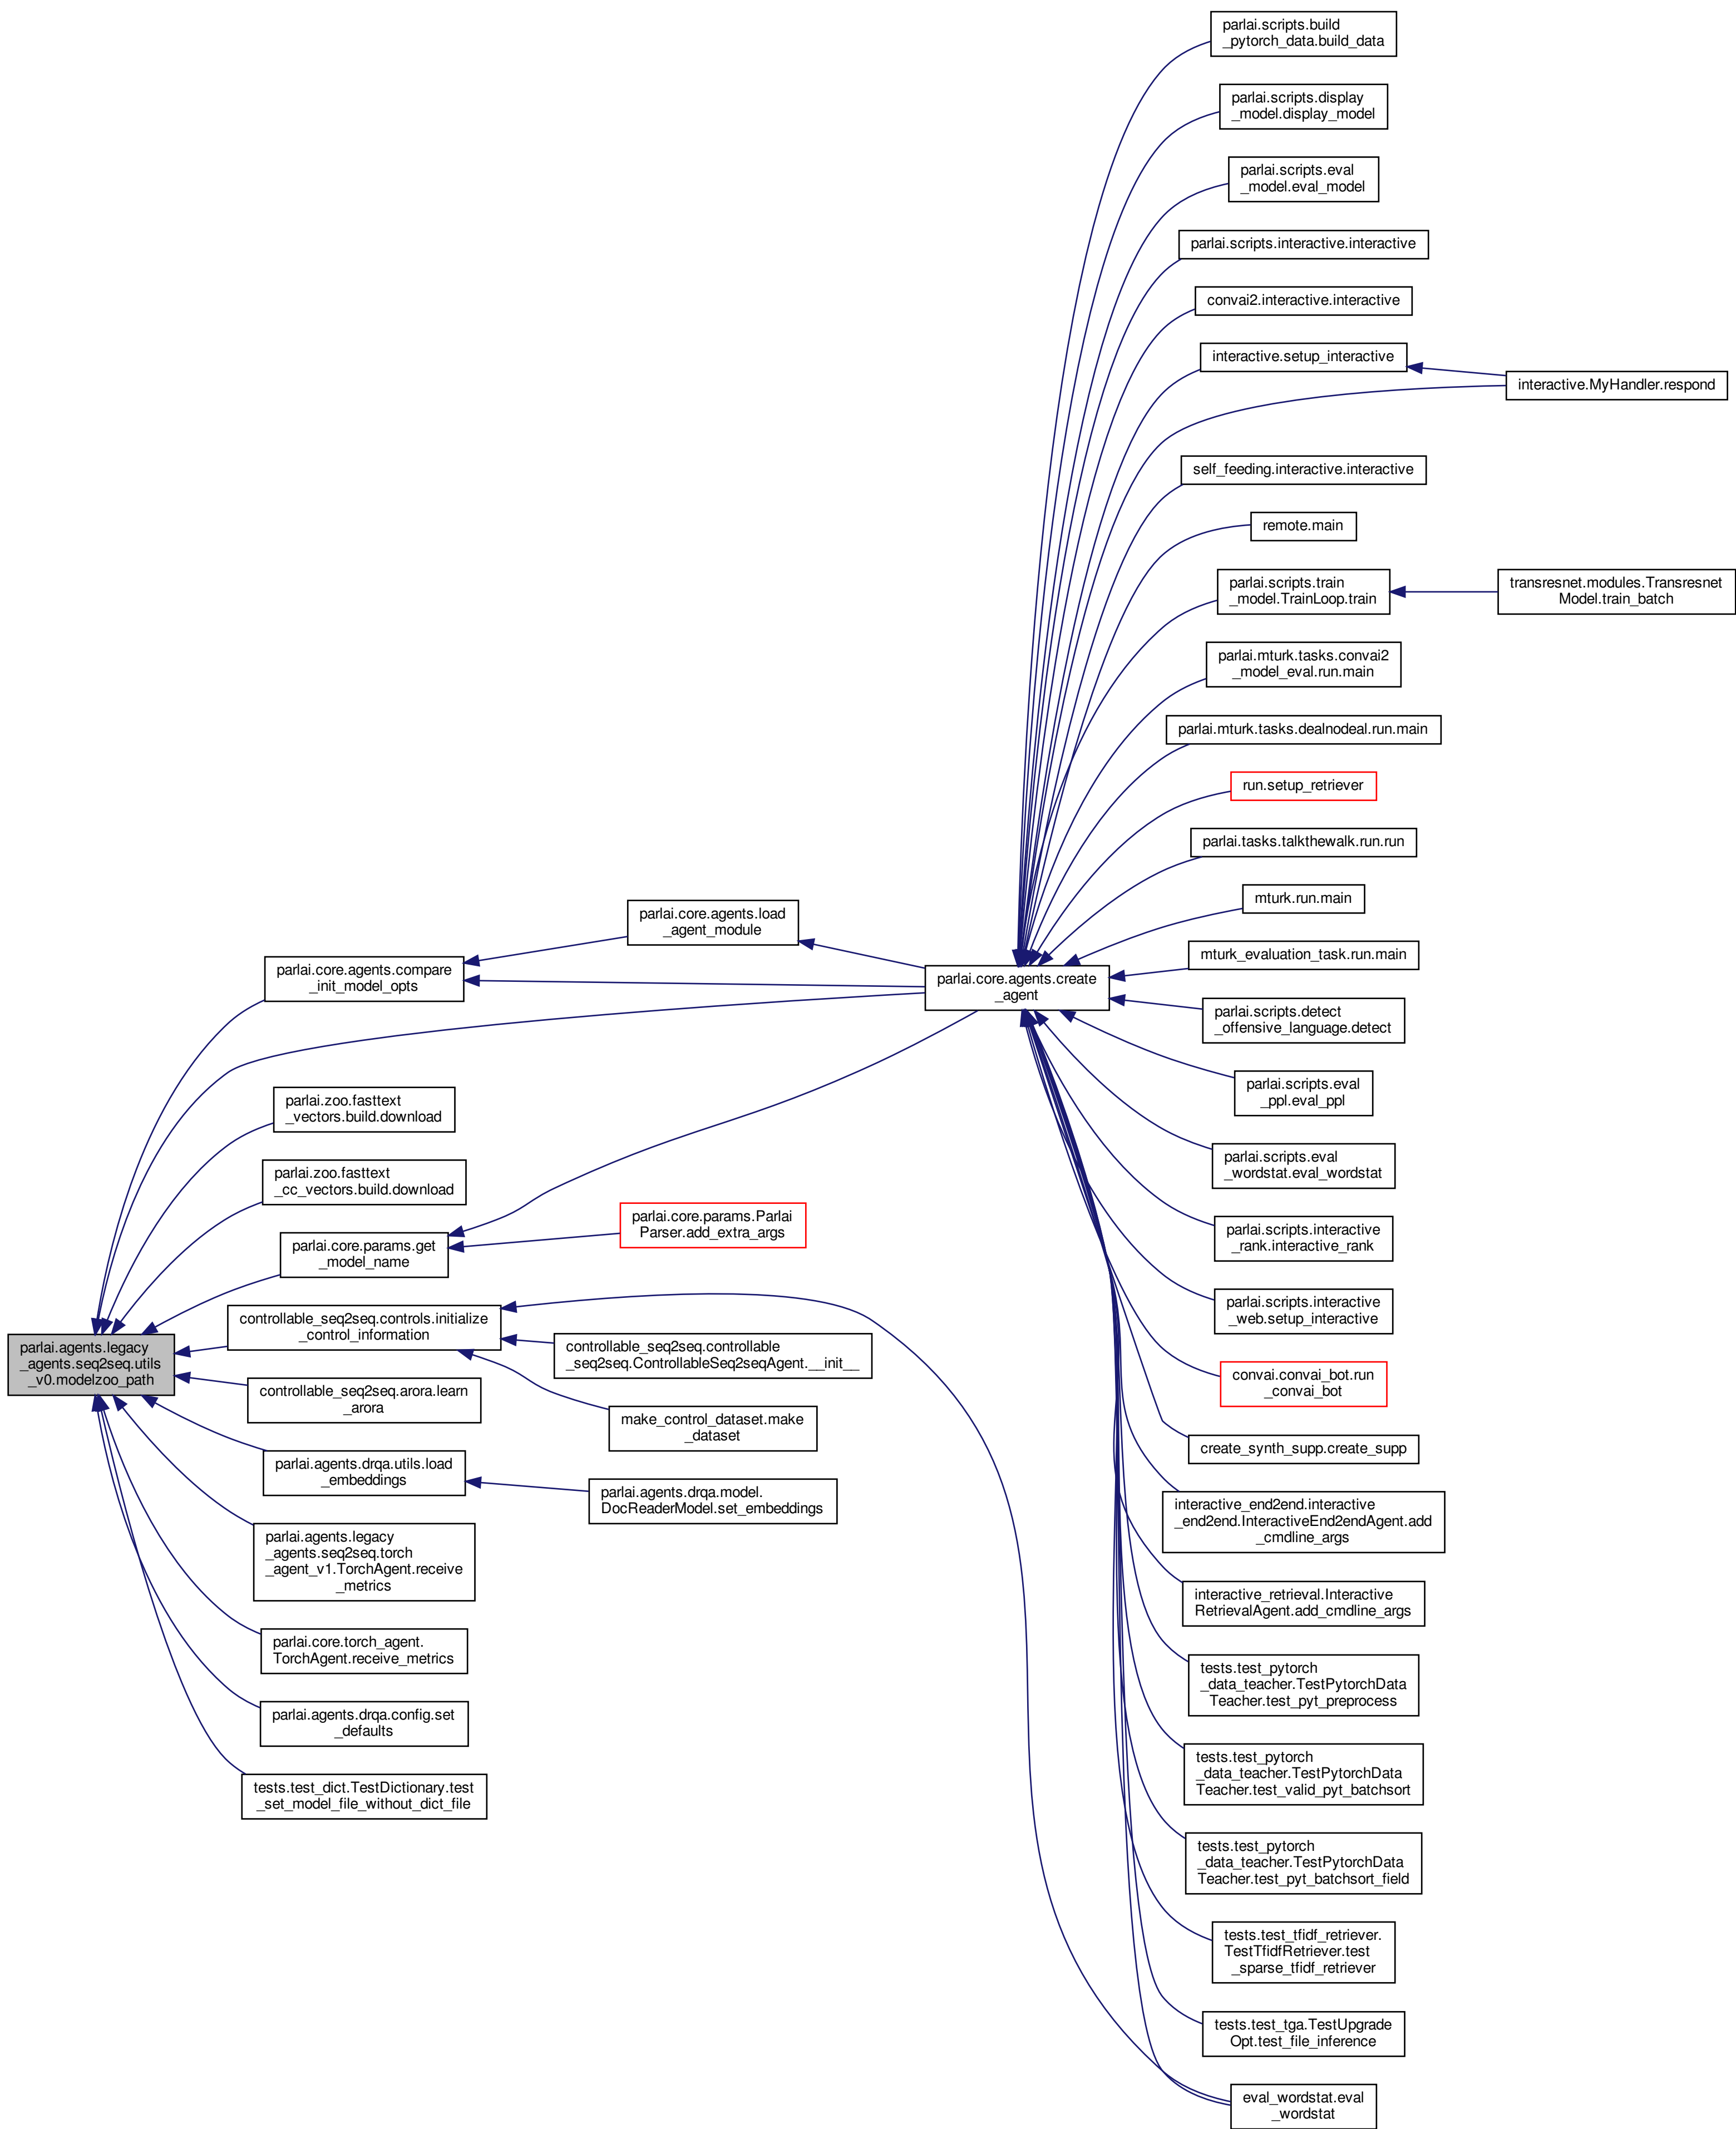 parlai.scripts.build
_pytorch_data.build_data
parlai.scripts.display
_model.display_model
parlai.scripts.eval
_model.eval_model
parlai.scripts.interactive.interactive
convai2.interactive.interactive
interactive.setup_interactive
interactive.MyHandler.respond
self_feeding.interactive.interactive
remote.main
parlai.scripts.train
_model.TrainLoop.train
transresnet.modules.Transresnet
Model.train_batch
parlai.mturk.tasks.convai2
_model_eval.run.main
parlai.mturk.tasks.dealnodeal.run.main
run.setup_retriever
parlai.tasks.talkthewalk.run.run
mturk.run.main
parlai.core.agents.load
_agent_module
mturk_evaluation_task.run.main
parlai.core.agents.compare
_init_model_opts
parlai.core.agents.create
_agent
parlai.scripts.detect
_offensive_language.detect
parlai.scripts.eval
_ppl.eval_ppl
parlai.zoo.fasttext
_vectors.build.download
parlai.scripts.eval
_wordstat.eval_wordstat
parlai.zoo.fasttext
_cc_vectors.build.download
parlai.core.params.Parlai
Parser.add_extra_args
parlai.scripts.interactive
_rank.interactive_rank
parlai.core.params.get
_model_name
parlai.scripts.interactive
_web.setup_interactive
controllable_seq2seq.controls.initialize
_control_information
parlai.agents.legacy
_agents.seq2seq.utils
_v0.modelzoo_path
controllable_seq2seq.controllable
_seq2seq.ControllableSeq2seqAgent.__init__
convai.convai_bot.run
_convai_bot
controllable_seq2seq.arora.learn
_arora
make_control_dataset.make
_dataset
create_synth_supp.create_supp
parlai.agents.drqa.utils.load
_embeddings
parlai.agents.drqa.model.
DocReaderModel.set_embeddings
interactive_end2end.interactive
_end2end.InteractiveEnd2endAgent.add
_cmdline_args
parlai.agents.legacy
_agents.seq2seq.torch
_agent_v1.TorchAgent.receive
_metrics
interactive_retrieval.Interactive
RetrievalAgent.add_cmdline_args
parlai.core.torch_agent.
TorchAgent.receive_metrics
tests.test_pytorch
_data_teacher.TestPytorchData
Teacher.test_pyt_preprocess
parlai.agents.drqa.config.set
_defaults
tests.test_pytorch
_data_teacher.TestPytorchData
Teacher.test_valid_pyt_batchsort
tests.test_dict.TestDictionary.test
_set_model_file_without_dict_file
tests.test_pytorch
_data_teacher.TestPytorchData
Teacher.test_pyt_batchsort_field
tests.test_tfidf_retriever.
TestTfidfRetriever.test
_sparse_tfidf_retriever
tests.test_tga.TestUpgrade
Opt.test_file_inference
eval_wordstat.eval
_wordstat